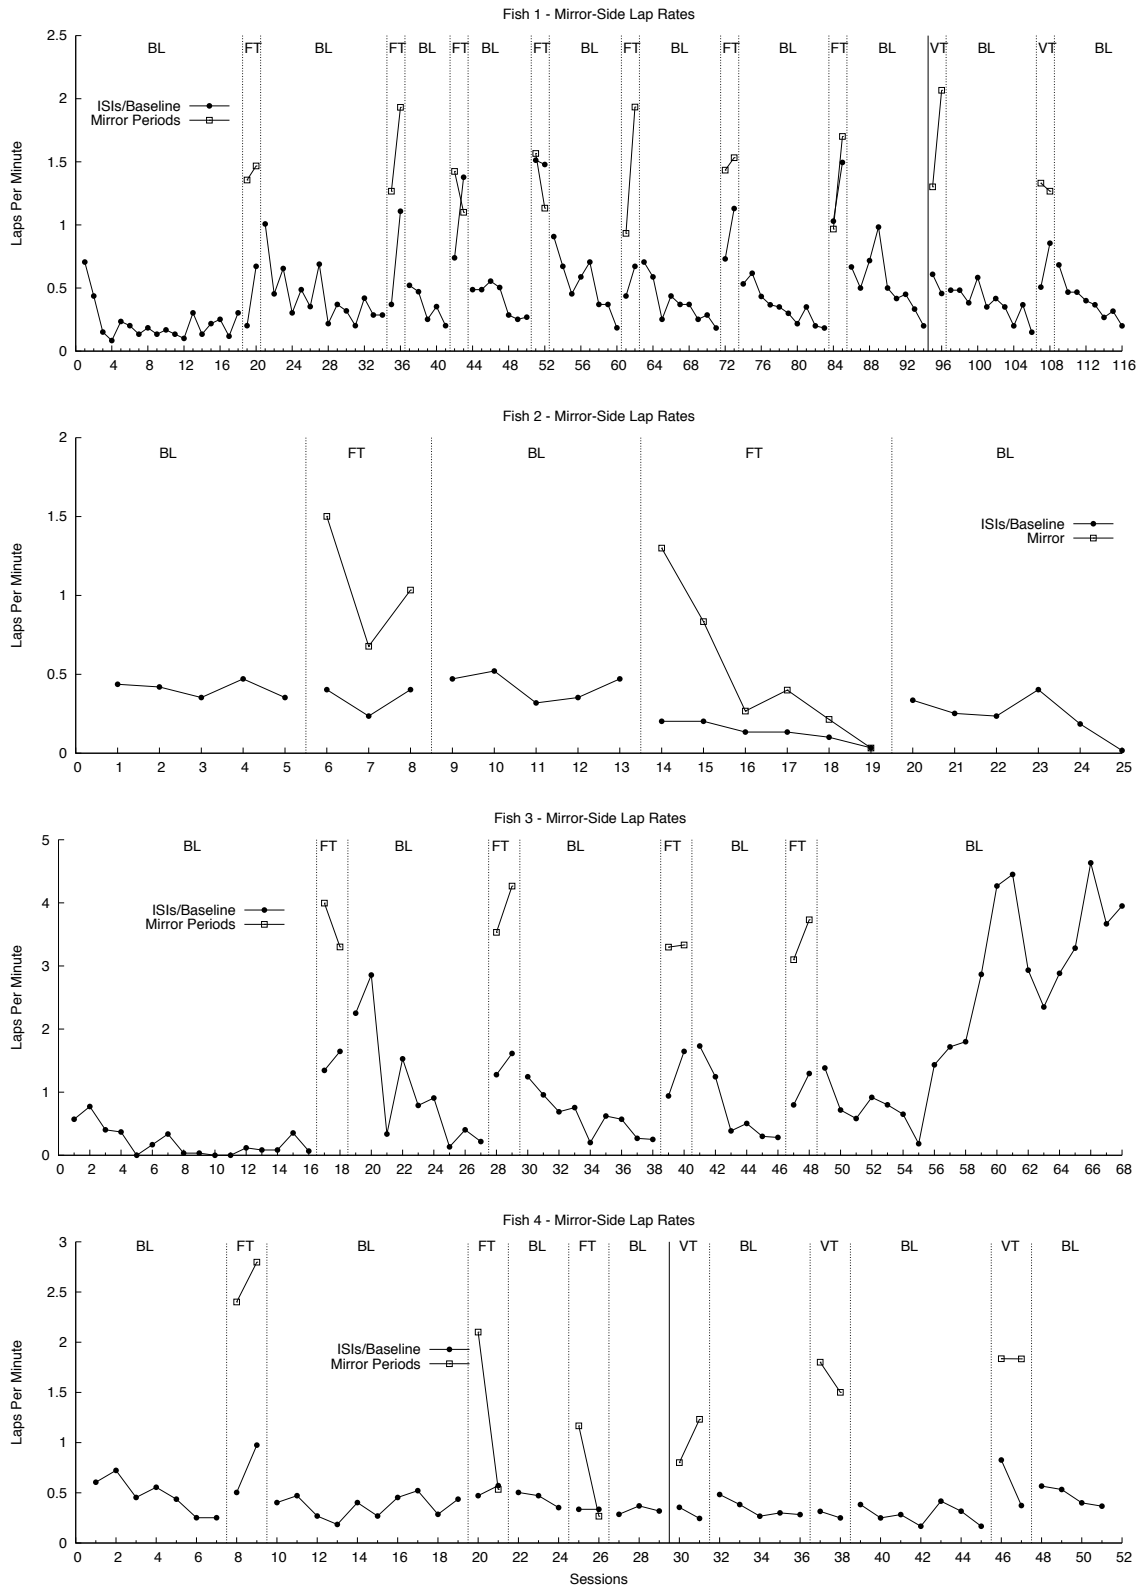 Fish 1 - Mirror-Side Lap Rates
2.5
2
1.5
1
0.5
0
Laps Per Minute
BL FT BL FT BL FT BL FT BL FT BL FT BL FT BL VT BL VT BL
ISIs/Baseline
Mirror Periods
0 4 8 12 16 20 24 28 32 36 40 44 48 52 56 60 64 68 72 76 80 84 88 92 96 100 104 108 112 116
Fish 2 - Mirror-Side Lap Rates
2
1.5
1
0.5
0
Laps Per Minute
BL FT BL FT BL
ISIs/Baseline
Mirror
0 1 2 3 4 5 6 7 8 9 10 11 12 13 14 15 16 17 18 19 20 21 22 23 24 25
Fish 3 - Mirror-Side Lap Rates
5
4
3
2
1
0
Laps Per Minute
BL FT BL FT BL FT BL FT BL
ISIs/Baseline
Mirror Periods
0 2 4 6 8 10 12 14 16 18 20 22 24 26 28 30 32 34 36 38 40 42 44 46 48 50 52 54 56 58 60 62 64 66 68
Fish 4 - Mirror-Side Lap Rates
3
2.5
2
1.5
1
0.5
0
Laps Per Minute
BL FT BL FT BL FT BL VT BL VT BL VT BL
ISIs/Baseline
Mirror Periods
0 2 4 6 8 10 12 14 16 18 20 22 24 26 28 30 32 34 36 38 40 42 44 46 48 50 52
Sessions